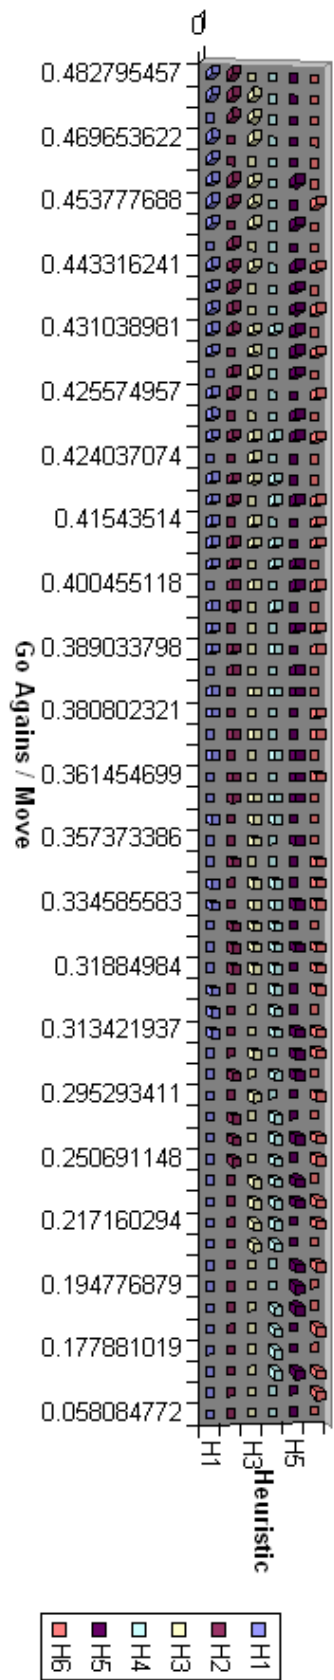 0
1
0.482795457
0.469653622
0.453777688
0.443316241
0.431038981
0.425574957
0.424037074
0.41543514
0.400455118
0.389033798
0.380802321
0.361454699
0.357373386
0.334585583
0.31884984
0.313421937
0.295293411
0.250691148
0.217160294
0.194776879
0.177881019
0.058084772
Go Agains / Move
H1
H3
H5
Heuristic
H1
H2
H3
H4
H5
H6